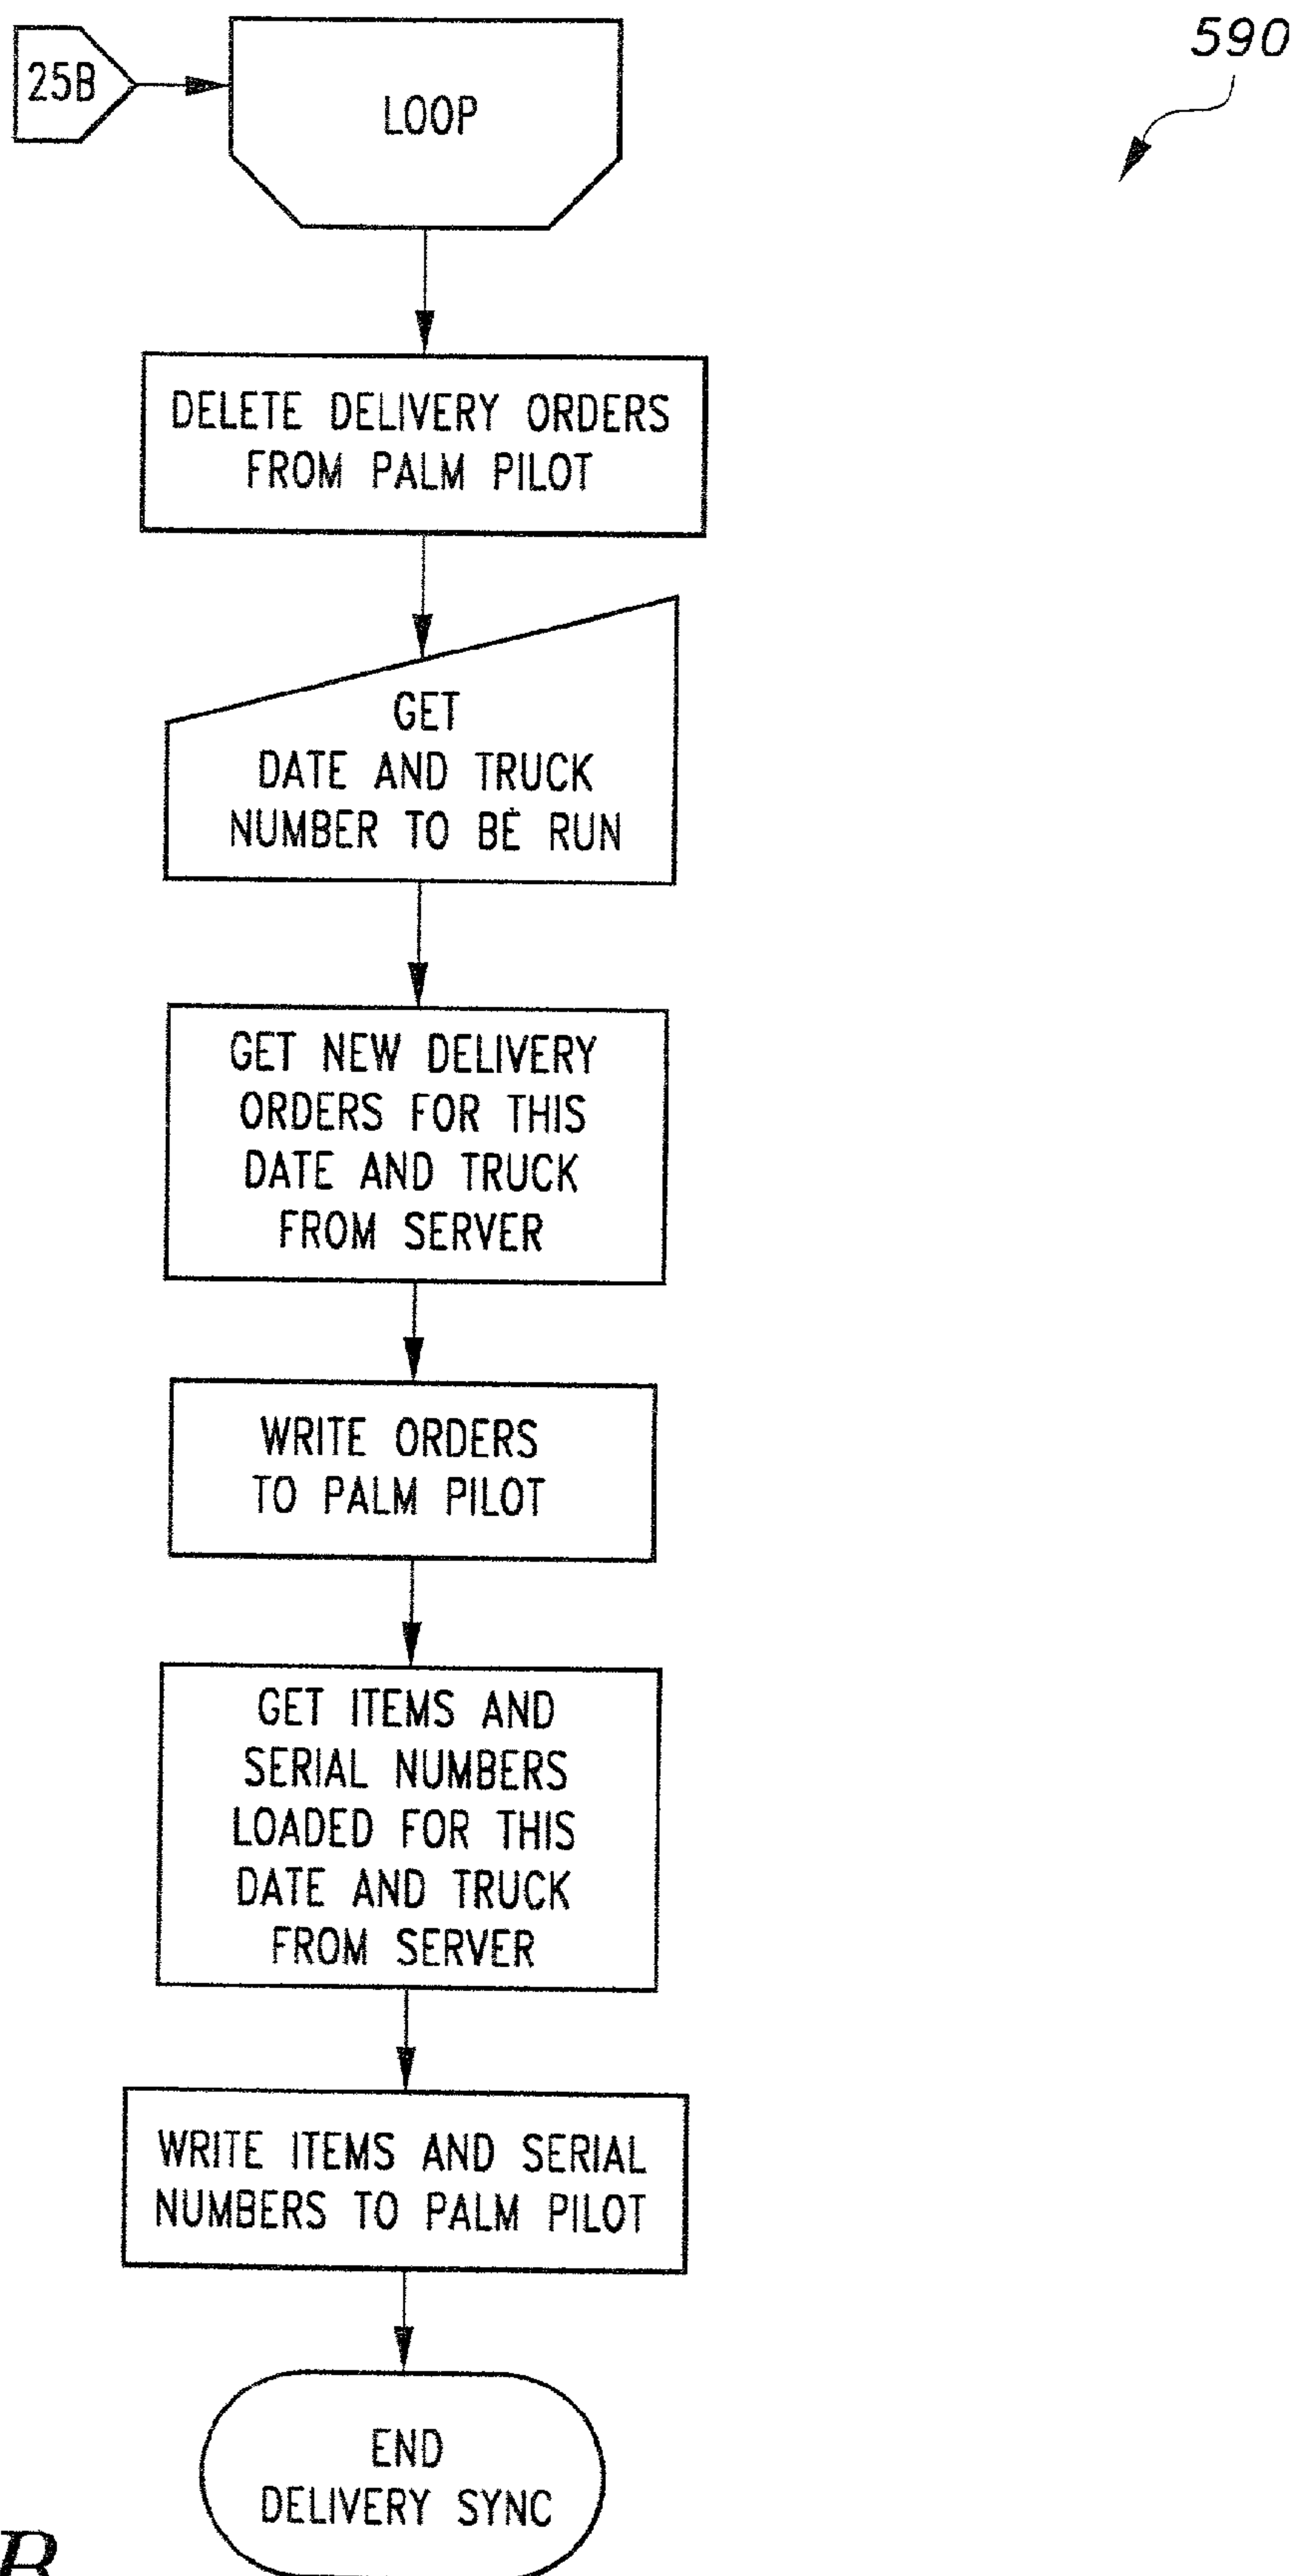 590
25B
LOOP
DELETE DELIVERY ORDERS
FROM PALM PILOT
GET
DATE AND TRUCK
NUMBER TO BE RUN
GET NEW DELIVERY
ORDERS FOR THIS
DATE AND TRUCK
FROM SERVER
WRITE ORDERS
TO PALM PILOT
GET ITEMS AND
SERIAL NUMBERS
LOADED FOR THIS
DATE AND TRUCK
FROM SERVER
WRITE ITEMS AND SERIAL
NUMBERS TO PALM PILOT
END
DELIVERY SYNC
B